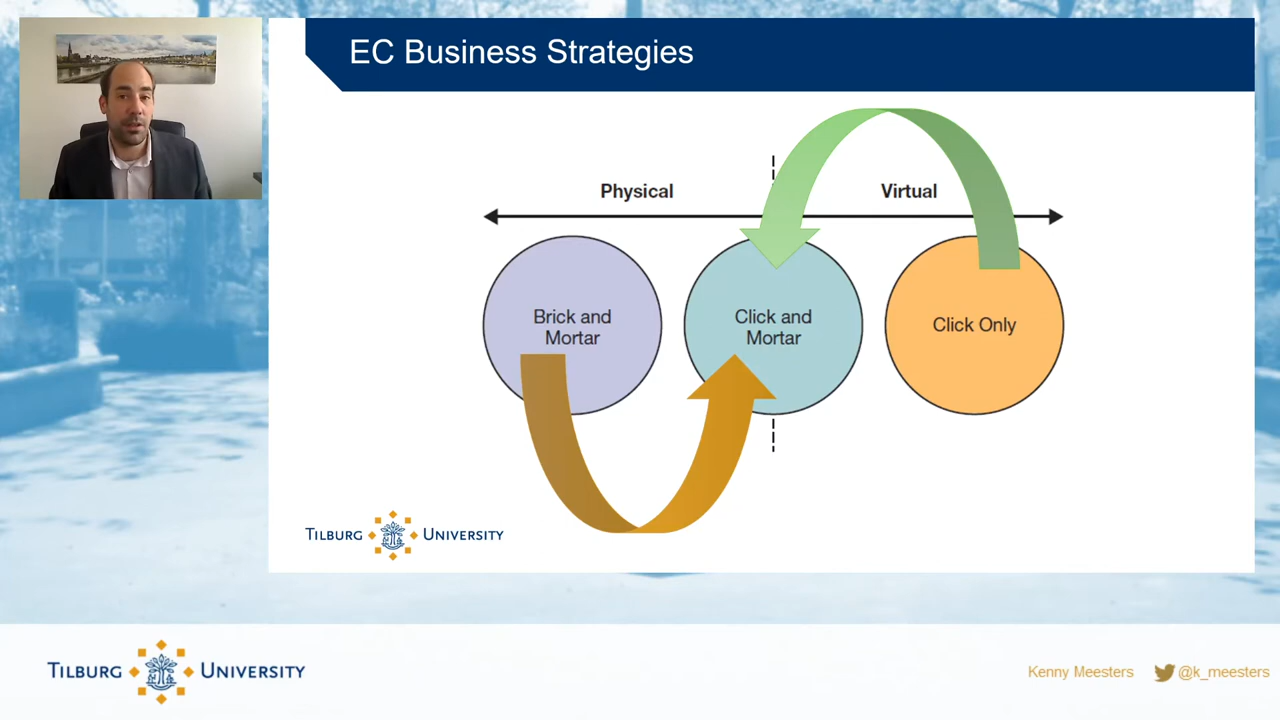 EC Business Strategies
Physical
Virtual
Brick and
Mortar
Click and
Mortar
Click Only
TILBURG UNIVERSITY
TILBURG UNIVERSITY
Kenny Meesters
@k_meesters